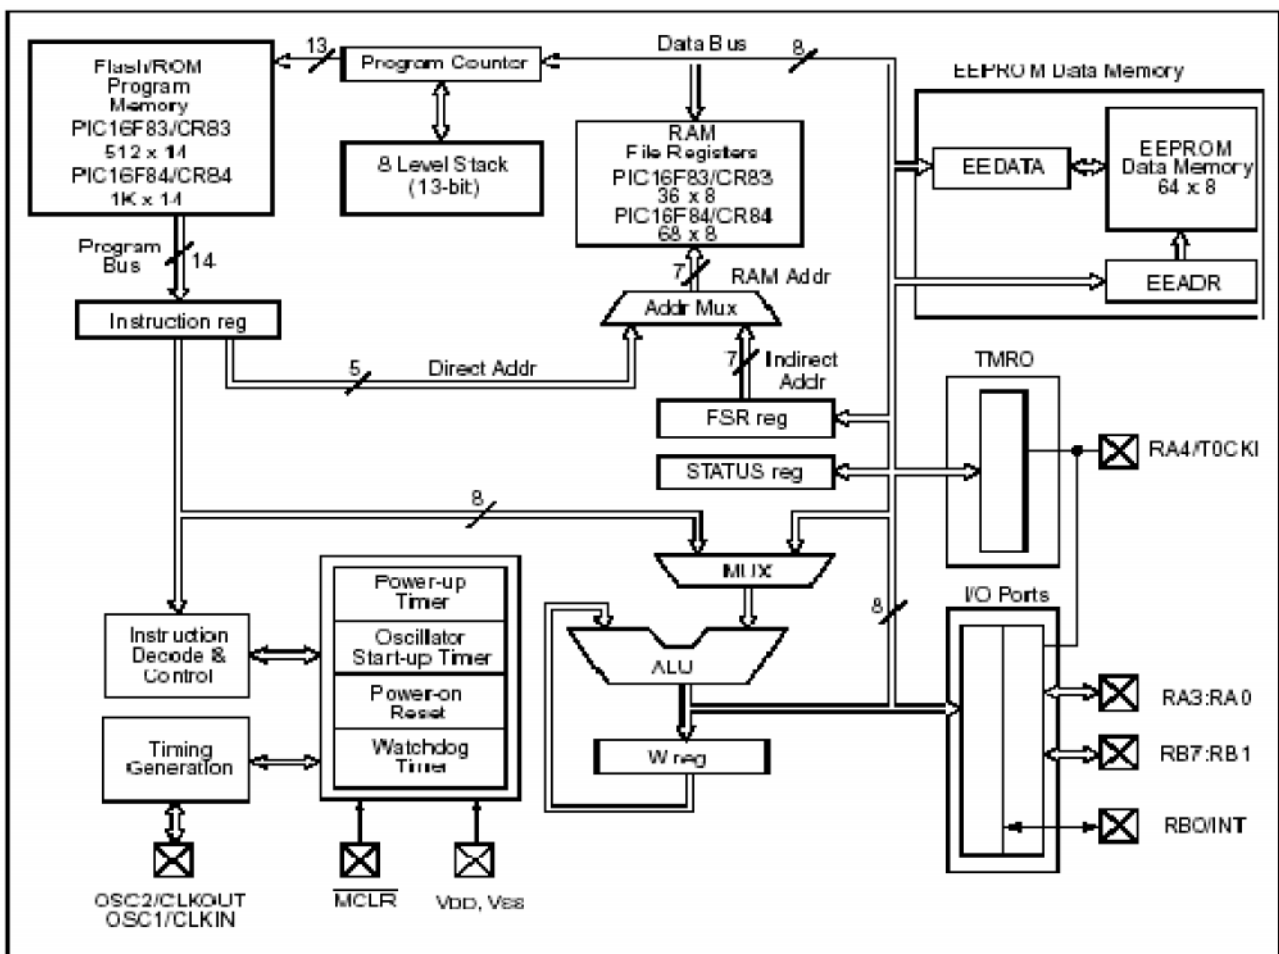 Flash/ROM
Program
Memory
PIC16F83/CR83
512 x 14
PIC16F84/CR84
1K x 14
13
Program Counter
Data Bus
8
8 Level Stack
(13-bit)
RAM
File Registers
PIC16F83/CR83
36 x 8
PIC16F84/CR84
68 x 8
EEPROM Data Memory
EEDATA
EEPROM
Data Memory
64 x 8
EEADR
Program
Bus
14
7
RAM Addr
Addr Mux
Instruction reg
5
Direct Addr
7
Indirect
Addr
FSR reg
STATUS reg
TMRO
RA4/T0CKI
8
MUX
ALU
8
W reg
I/O Ports
RA3:RA0
RB7:RB1
RB0/INT
Power-up
Timer
Oscillator
Start-up Timer
Power-on
Reset
Watchdog
Timer
Instruction
Decode &
Control
Timing
Generation
OSC2/CLKOUT
OSC1/CLKIN
MCLR
VDD, VSS